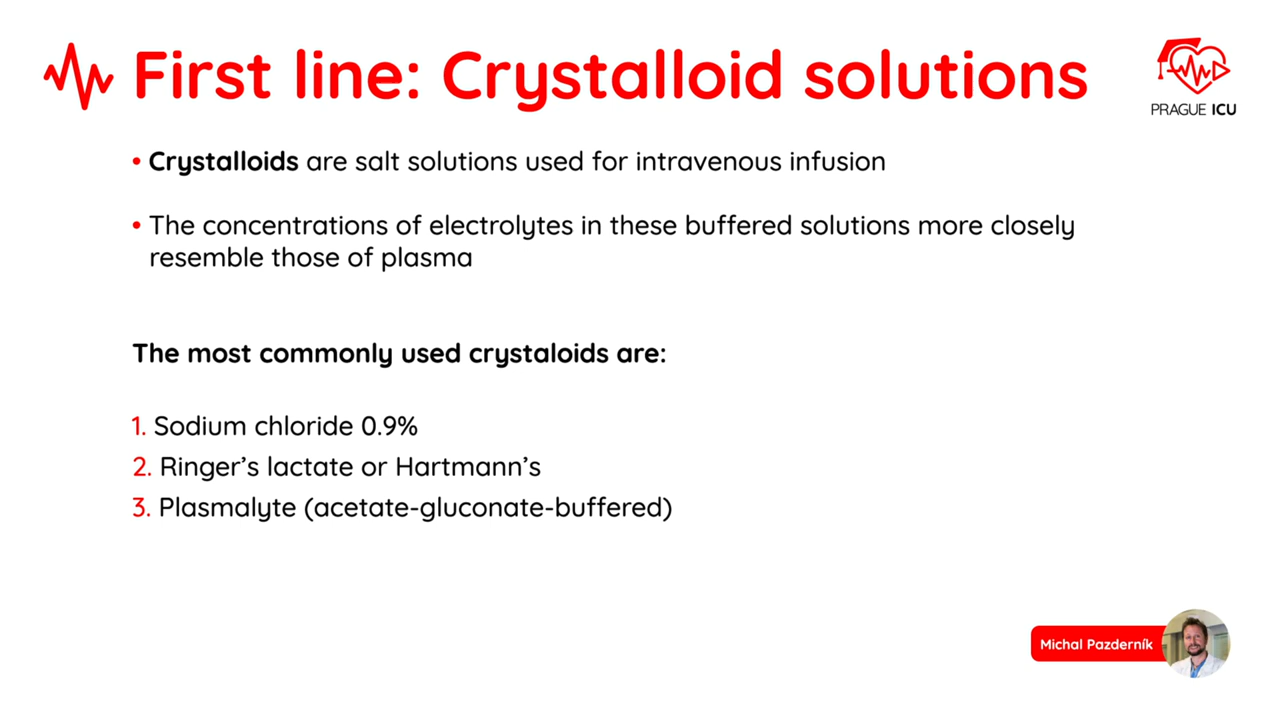 First line: Crystalloid solutions
PRAGUE ICU
• Crystalloids are salt solutions used for intravenous infusion
• The concentrations of electrolytes in these buffered solutions more closely
resemble those of plasma
The most commonly used crystaloids are:
1. Sodium chloride 0.9%
2. Ringer’s lactate or Hartmann’s
3. Plasmalyte (acetate-gluconate-buffered)
Michal Pazderník